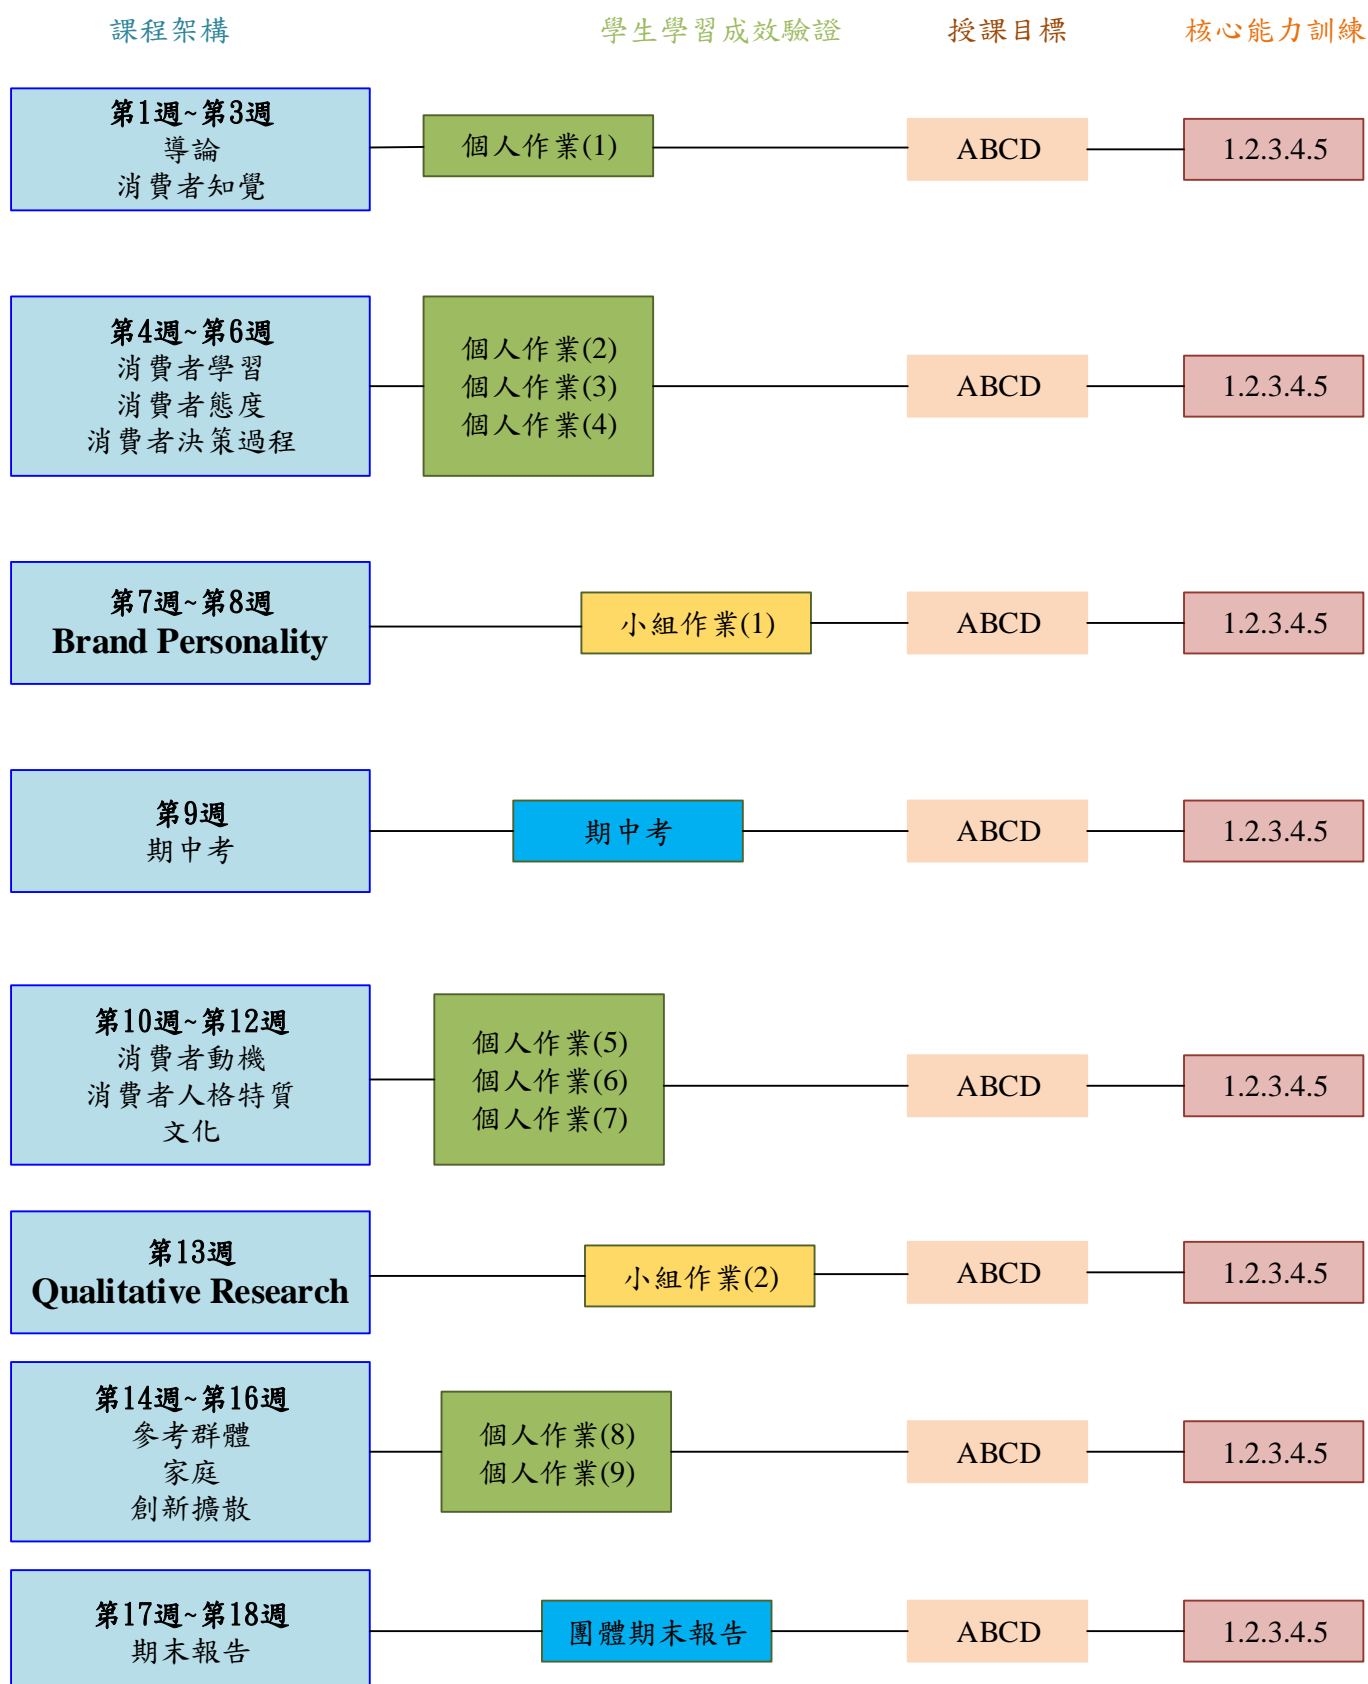 課程架構 學生學習成效驗證 授課目標 核心能力訓練
第1週~第3週
導論
消費者知覺
個人作業(1)
ABCD
1.2.3.4.5
第4週~第6週
消費者學習
消費者態度
消費者決策過程
個人作業(2)
個人作業(3)
個人作業(4)
ABCD
1.2.3.4.5
第7週~第8週
Brand Personality
小組作業(1)
ABCD
1.2.3.4.5
第9週
期中考
期中考
ABCD
1.2.3.4.5
第10週~第12週
消費者動機
消費者人格特質
文化
個人作業(5)
個人作業(6)
個人作業(7)
ABCD
1.2.3.4.5
第13週
Qualitative Research
小組作業(2)
ABCD
1.2.3.4.5
第14週~第16週
參考群體
家庭
創新擴散
個人作業(8)
個人作業(9)
ABCD
1.2.3.4.5
第17週~第18週
期末報告
團體期末報告
ABCD
1.2.3.4.5